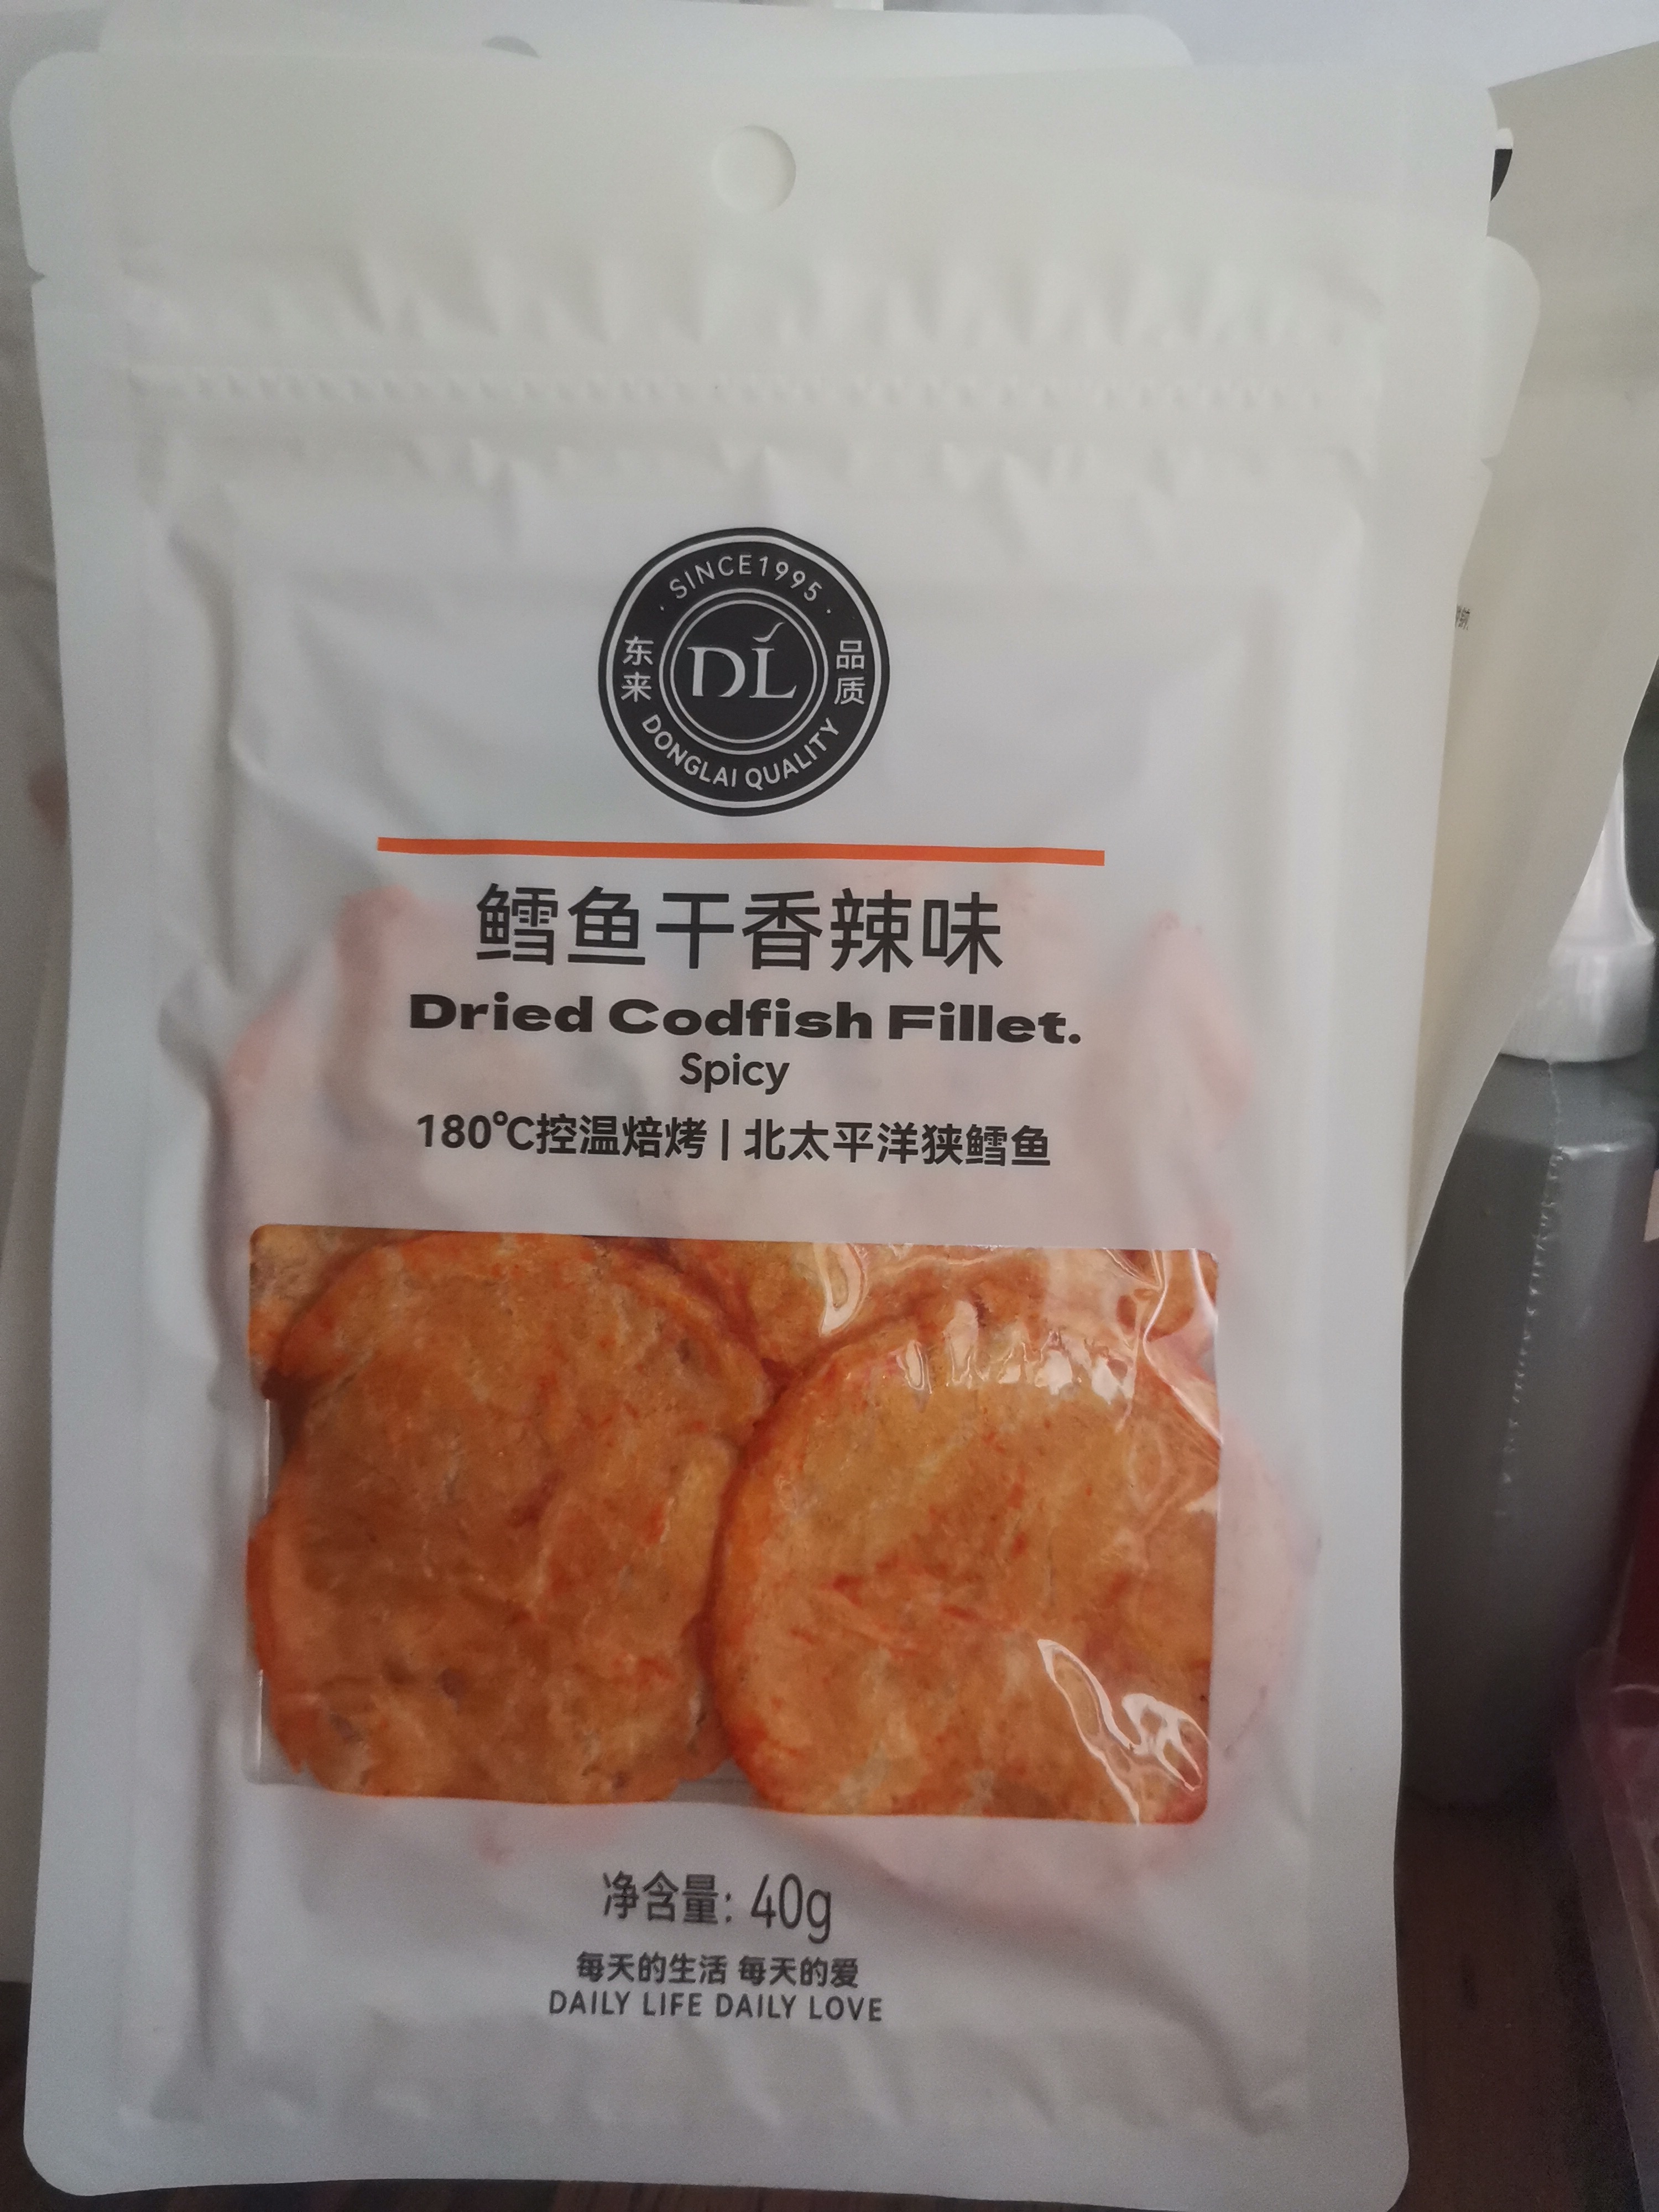 · SINCE1995 ·
东来
品质
DL
DONGLAI QUALITY
鳕鱼干香辣味
Dried Codfish Fillet.
Spicy
180℃控温焙烤 | 北太平洋狭鳕鱼
净含量: 40g
每天的生活 每天的爱
DAILY LIFE DAILY LOVE